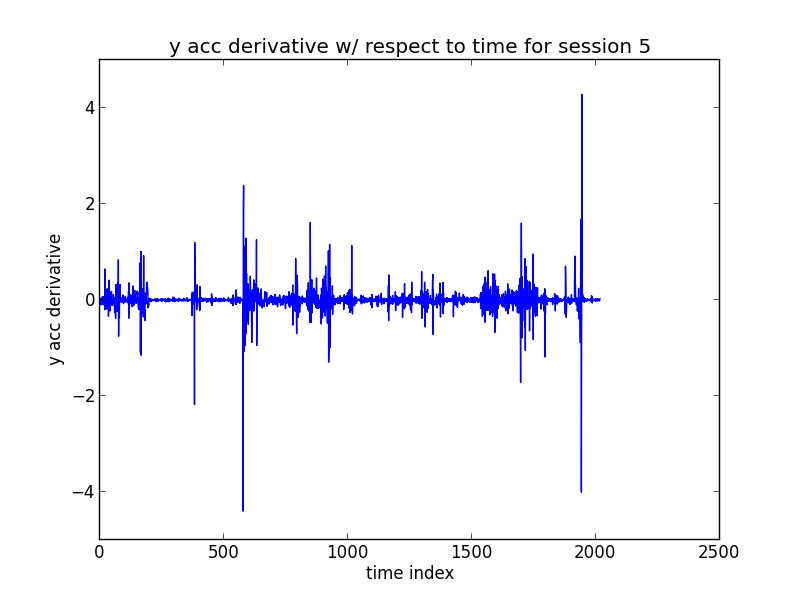 y acc derivative w/ respect to time for session 5
y acc derivative
4
2
0
−2
−4
0 500 1000 1500 2000 2500
time index